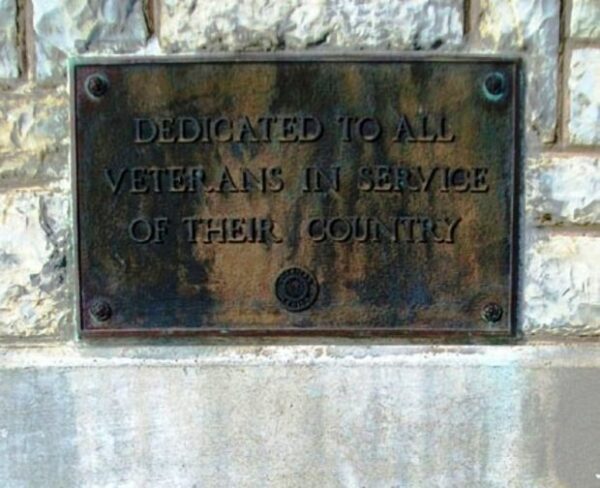 DEDICATED TO ALL
VETERANS IN SERVICE
OF THEIR COUNTRY